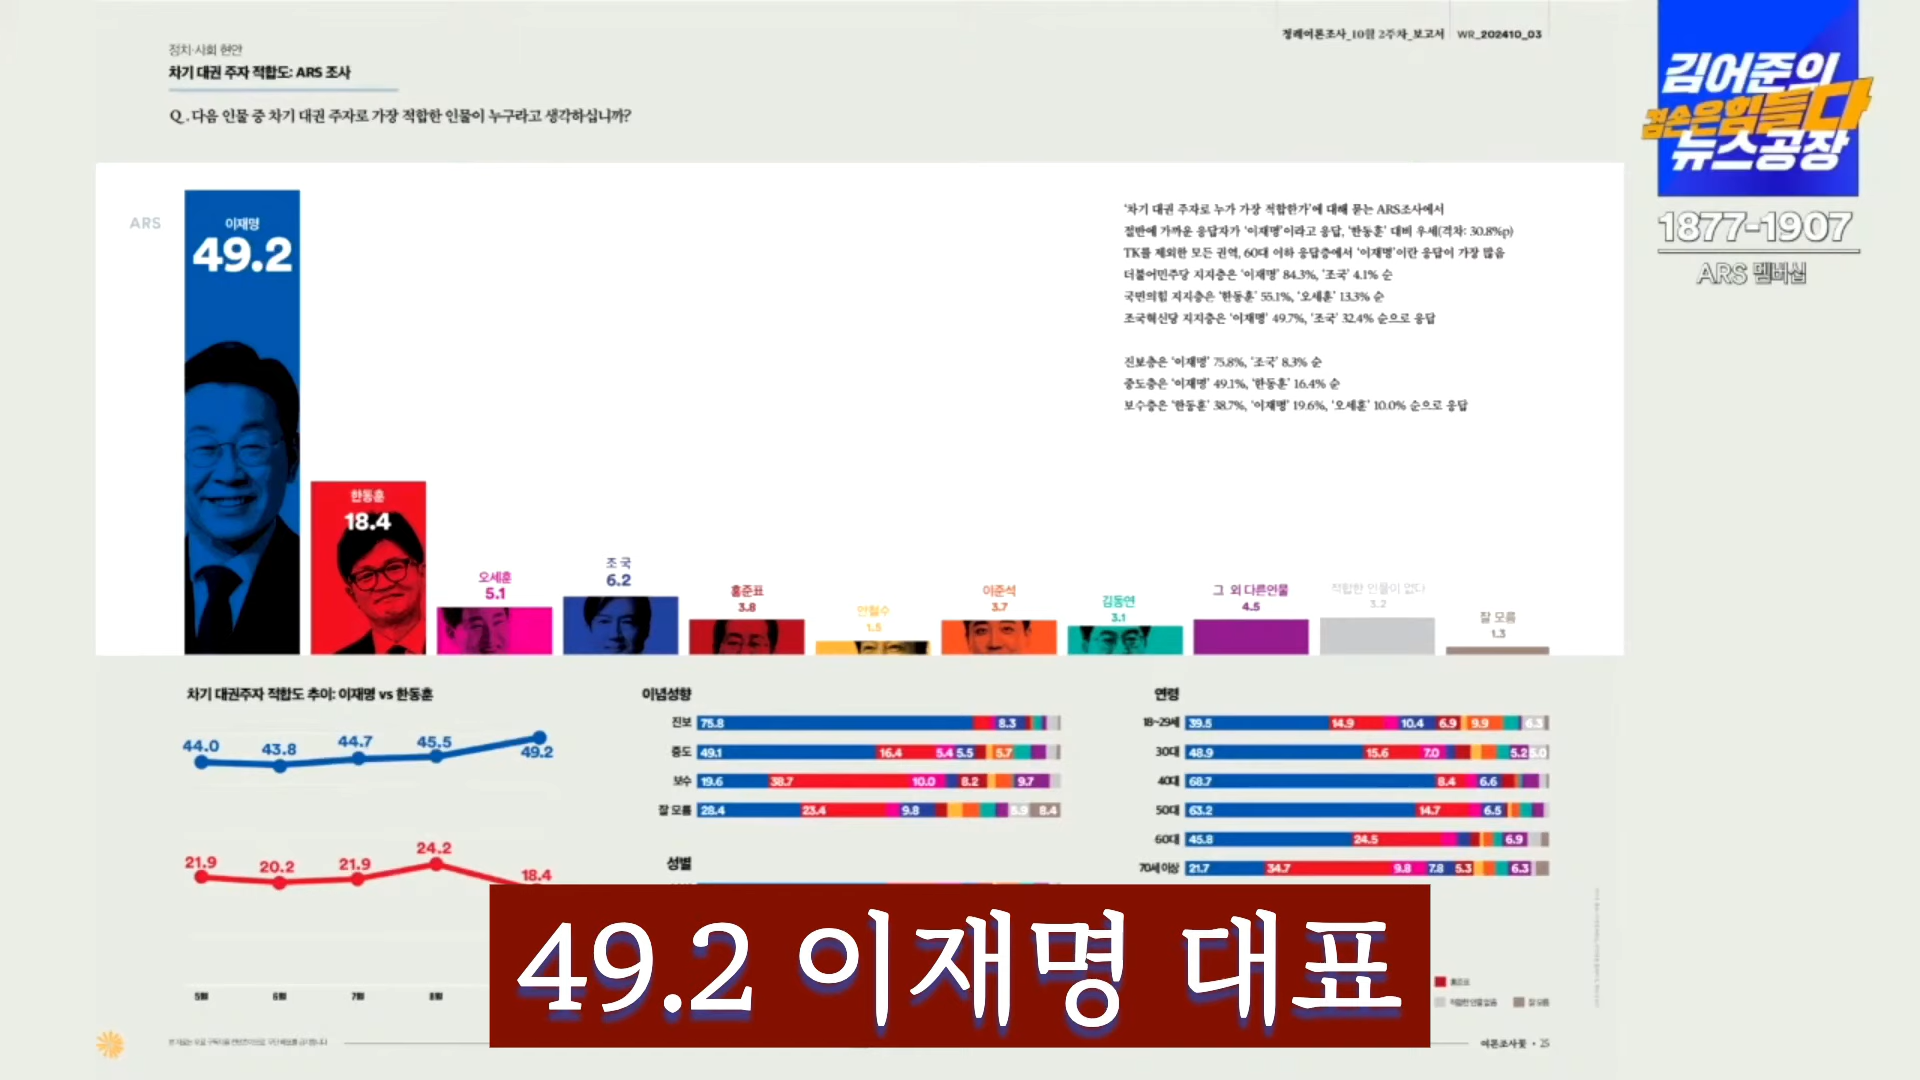 정치·사회 현안
차기 대권 주자 적합도: ARS 조사
Q. 다음 인물 중 차기 대권 주자로 가장 적합한 인물이 누구라고 생각하십니까?
정례여론조사_10월 2주차_보고서 WR_202410_03
김어준의
겸손은힘들다
뉴스공장
1877-1907
ARS 멤버십
ARS
이재명
49.2
한동훈
18.4
오세훈
5.1
조 국
6.2
홍준표
3.8
안철수
1.5
이준석
3.7
김동연
3.1
그 외 다른인물
4.5
적합한 인물이 없다
3.2
잘 모름
1.3
'차기 대권 주자로 누가 가장 적합한가'에 대해 묻는 ARS조사에서
절반에 가까운 응답자가 '이재명'이라고 응답, '한동훈' 대비 우세(격차: 30.8%p)
TK를 제외한 모든 권역, 60대 이하 응답층에서 '이재명'이란 응답이 가장 많음
더불어민주당 지지층은 '이재명' 84.3%, '조국' 4.1% 순
국민의힘 지지층은 '한동훈' 55.1%, '오세훈' 13.3% 순
조국혁신당 지지층은 '이재명' 49.7%, '조국' 32.4% 순으로 응답
진보층은 '이재명' 75.8%, '조국' 8.3% 순
중도층은 '이재명' 49.1%, '한동훈' 16.4% 순
보수층은 '한동훈' 38.7%, '이재명' 19.6%, '오세훈' 10.0% 순으로 응답
차기 대권주자 적합도 추이: 이재명 vs 한동훈
44.0 43.8 44.7 45.5 49.2
21.9 20.2 21.9 24.2 18.4
5월 6월 7월 8월
이념성향
진보 75.8 8.3
중도 49.1 16.4 5.4 5.5 5.7
보수 19.6 38.7 10.0 8.2 9.7
잘 모름 28.4 23.4 9.8 5.9 8.4
성별
연령
18~29세 39.5 14.9 10.4 6.9 9.9 6.3
30대 48.9 15.6 7.0 5.2 5.0
40대 68.7 8.4 6.6
50대 63.2 14.7 6.5
60대 45.8 24.5 6.9
70세 이상 21.7 34.7 9.8 7.8 5.3 6.3
홍준표
적합한 인물 없음 잘 모름
49.2 이재명 대표
여론조사꽃 · 25